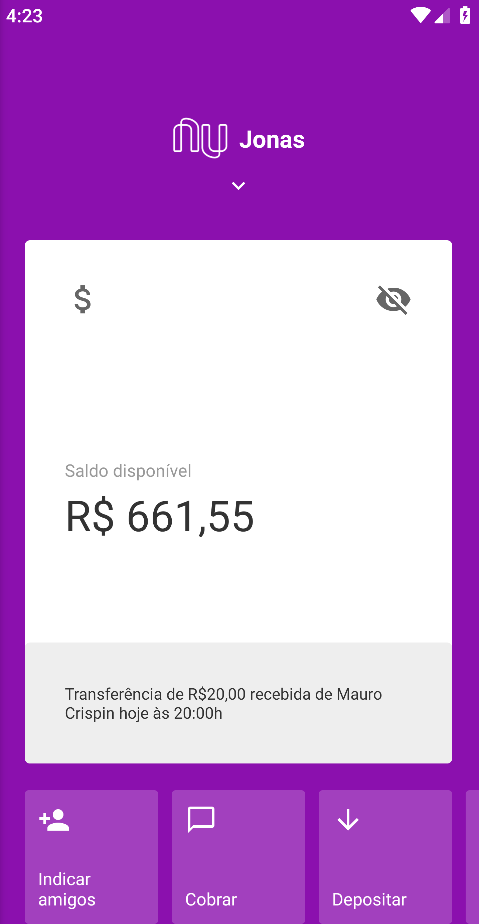 4:23
nu Jonas
$
Saldo disponível
R$ 661,55
Transferência de R$20,00 recebida de Mauro
Crispin hoje às 20:00h
Indicar
amigos
Cobrar
Depositar